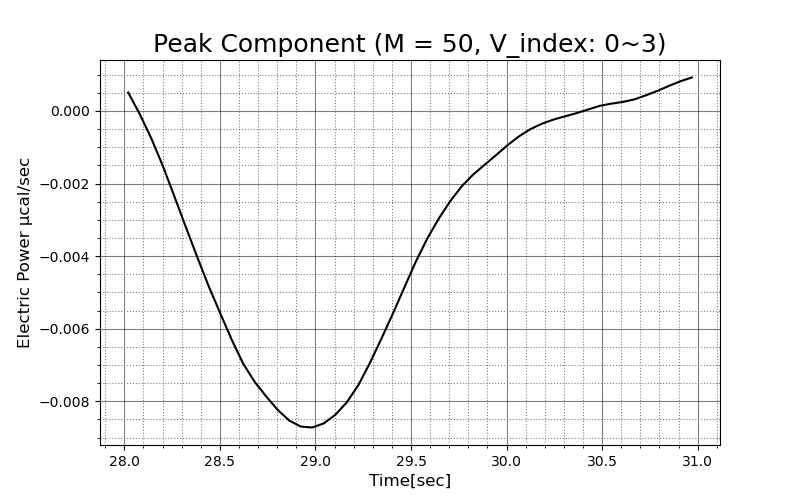 Peak Component (M = 50, V_index: 0~3)
Electric Power μcal/sec
0.000
−0.002
−0.004
−0.006
−0.008
28.0 28.5 29.0 29.5 30.0 30.5 31.0
Time[sec]